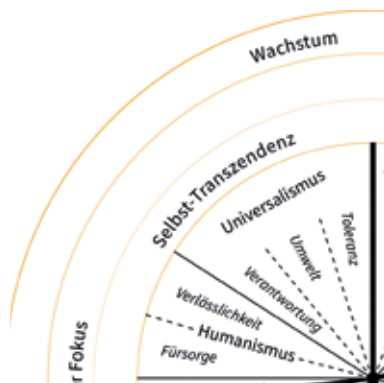 Wachstum
Selbst-Transzendenz
Universalismus
Toleranz
Umwelt
Verantwortung
Verlässlichkeit
Humanismus
Fürsorge
r Fokus